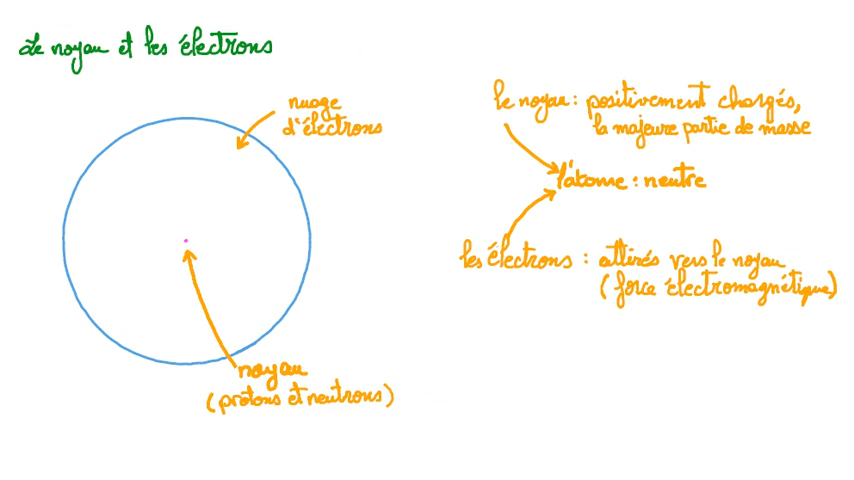 Le noyau et les électrons
nuage
d'électrons
noyau
(protons et neutrons)
le noyau : positivement chargés,
la majeure partie de masse
l'atome : neutre
les électrons : attirés vers le noyau
(force électromagnétique)